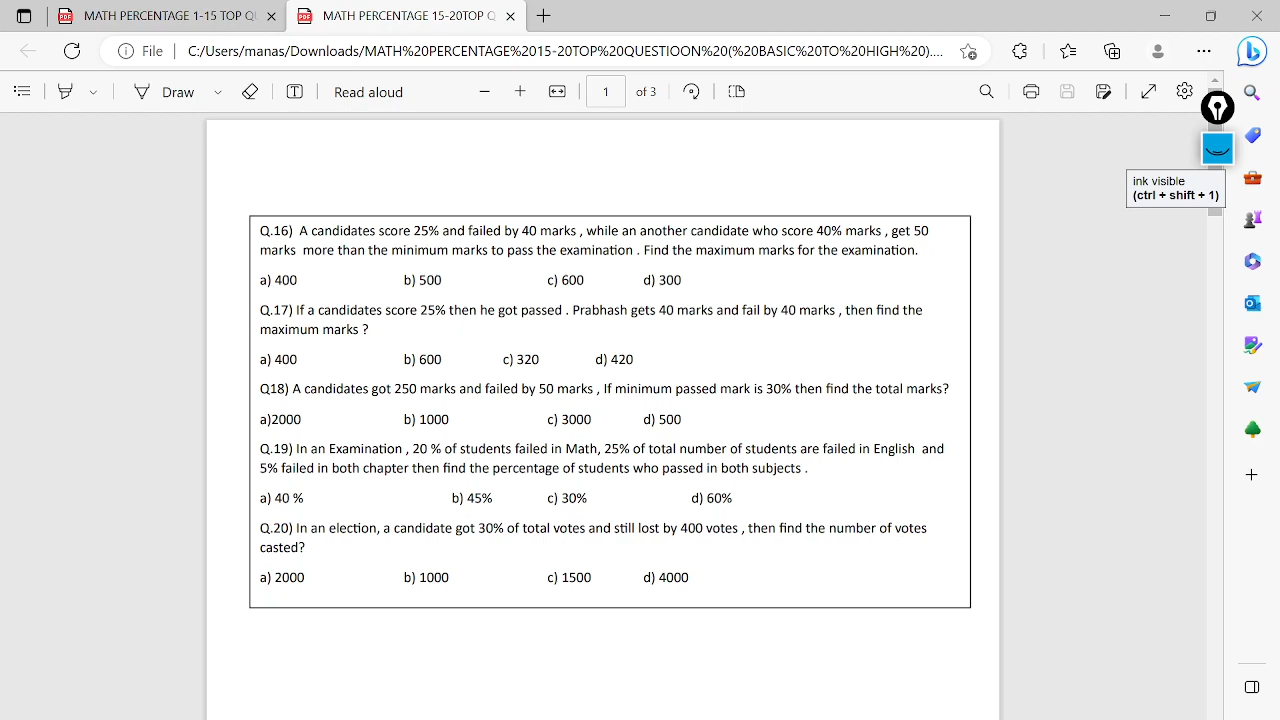 MATH PERCENTAGE 1-15 TOP Q
MATH PERCENTAGE 15-20TOP Q
File
C:/Users/manas/Downloads/MATH%20PERCENTAGE%2015-20TOP%20QUESTIOON%20(%20BASIC%20TO%20HIGH%20)....
Draw
Read aloud
1
of 3
ink visible
(ctrl + shift + 1)
Q.16) A candidates score 25% and failed by 40 merks , while an another candidate who score 40% marks , get 50
marks more than the minimum marks to pass the examination . Find the maximum marks for the examination.
a) 400 b) 500 c) 600 d) 300
Q.17) If a candidates score 25% then he got passed . Prabhash gets 40 marks and fail by 40 marks , then find the
maximum marks ?
a) 400 b) 600 c) 320 d) 420
Q18) A candidates got 250 marks and failed by 50 marks , If minimum passed mark is 30% then find the total marks?
a)2000 b) 1000 c) 3000 d) 500
Q.19) In an Examination , 20 % of students failed in Math, 25% of total number of students are failed in English and
5% failed in both chapter then find the percentage of students who passed in both subjects .
a) 40 % b) 45% c) 30% d) 60%
Q.20) In an election, a candidate got 30% of total votes and still lost by 400 votes , then find the number of votes
casted?
a) 2000 b) 1000 c) 1500 d) 4000